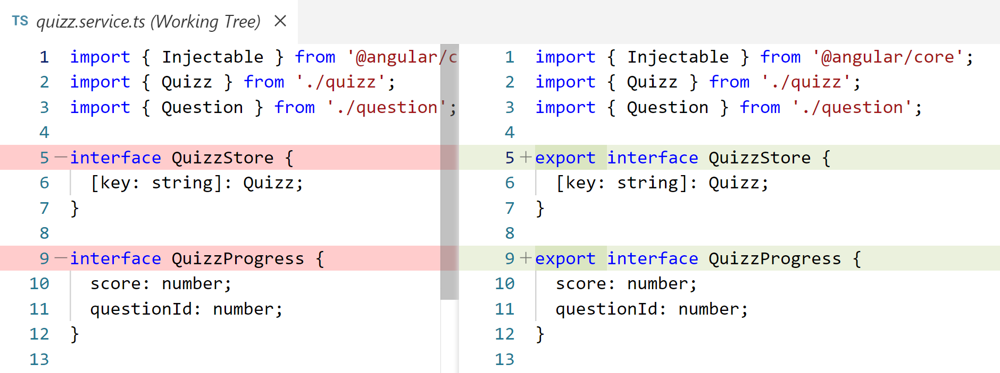 TS quizz.service.ts (Working Tree) ×
1 import { Injectable } from '@angular/c
2 import { Quizz } from './quizz';
3 import { Question } from './question';
4
5 —interface QuizzStore {
6 [key: string]: Quizz;
7 }
8
9 —interface QuizzProgress {
10 score: number;
11 questionId: number;
12 }
13
1 import { Injectable } from '@angular/core';
2 import { Quizz } from './quizz';
3 import { Question } from './question';
4
5 +export interface QuizzStore {
6 [key: string]: Quizz;
7 }
8
9 +export interface QuizzProgress {
10 score: number;
11 questionId: number;
12 }
13